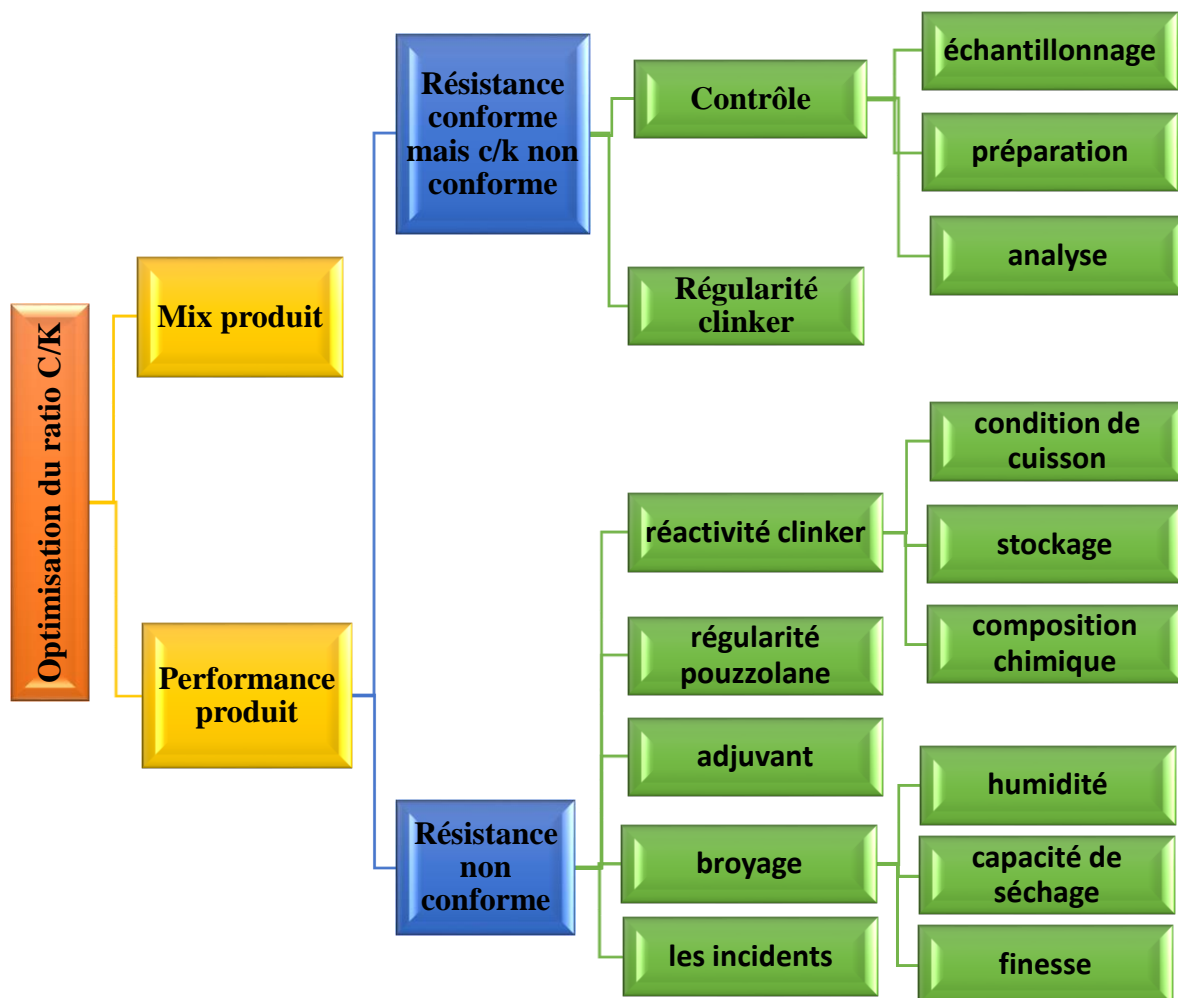 Optimisation du ratio C/K
Mix produit
Performance
produit
Résistance
conforme
mais c/k non
conforme
Résistance
non
conforme
Contrôle
Régularité
clinker
échantillonnage
préparation
analyse
réactivité clinker
régularité
pouzzolane
adjuvant
broyage
les incidents
condition de
cuisson
stockage
composition
chimique
humidité
capacité de
séchage
finesse